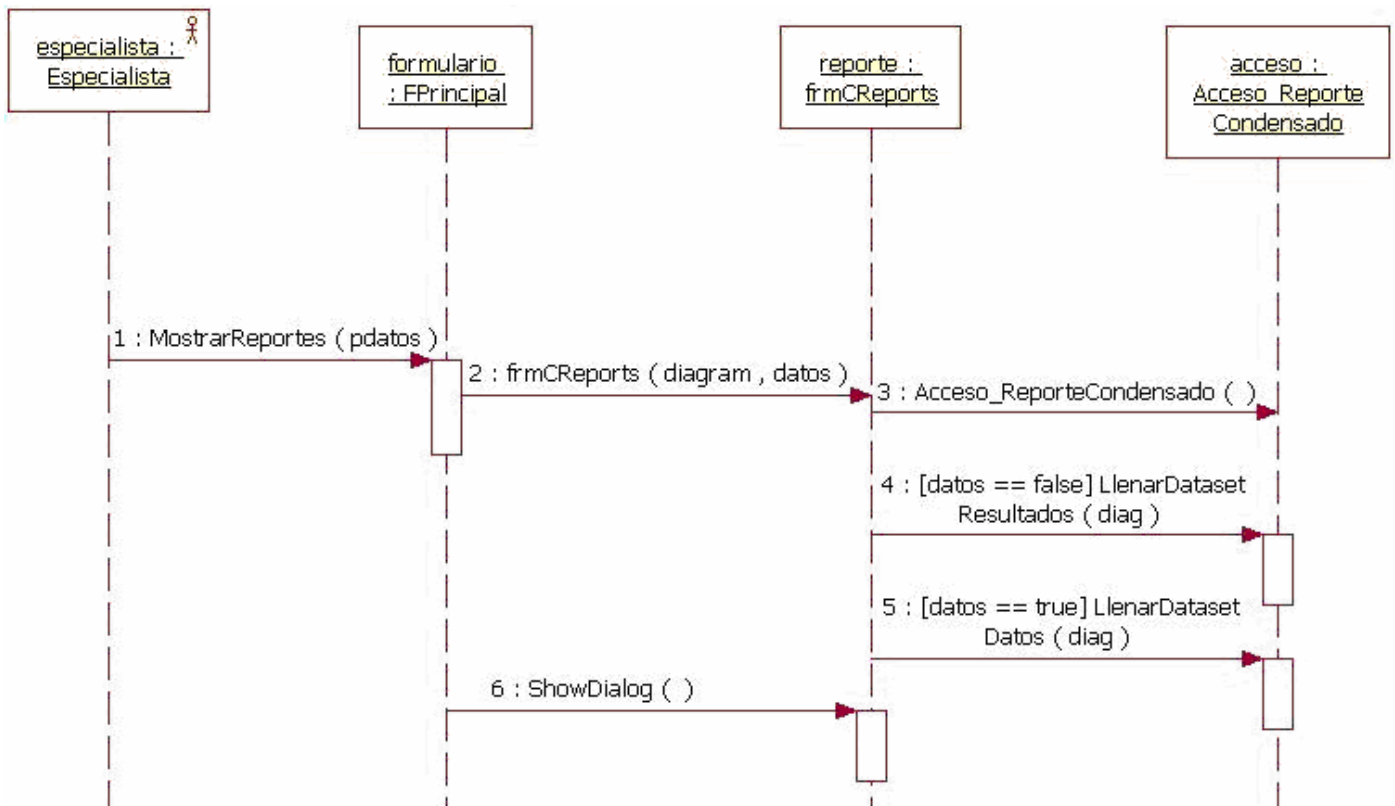 especialista :
Especialista
formulario
: FPrincipal
reporte :
frmCReports
acceso :
Acceso_Reporte
Condensado
1 : MostrarReportes ( pdatos )
2 : frmCReports ( diagram , datos )
3 : Acceso_ReporteCondensado ( )
4 : [datos == false] LlenarDataset
Resultados ( diag )
5 : [datos == true] LlenarDataset
Datos ( diag )
6 : ShowDialog ( )